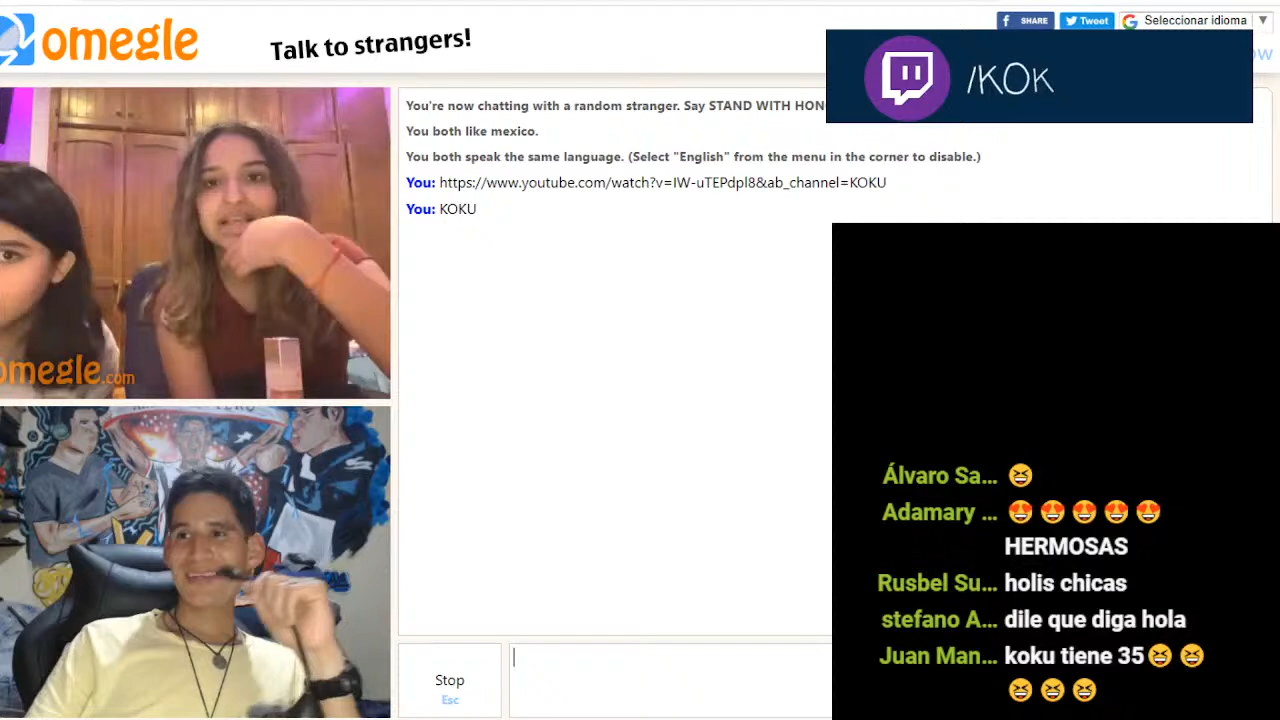 omegle
Talk to strangers!
SHARE
Tweet
Seleccionar idioma
/KOK
You're now chatting with a random stranger. Say STAND WITH HON
You both like mexico.
You both speak the same language. (Select "English" from the menu in the corner to disable.)
You: https://www.youtube.com/watch?v=IW-uTEPdpl8&ab_channel=KOKU
You: KOKU
omegle.com
Álvaro Sa... 😆
Adamary ... 😍 😍 😍 😍 😍
HERMOSAS
Rusbel Su... holis chicas
stefano A... dile que diga hola
Juan Man... koku tiene 35 😆 😆
😆 😆 😆
Stop
Esc